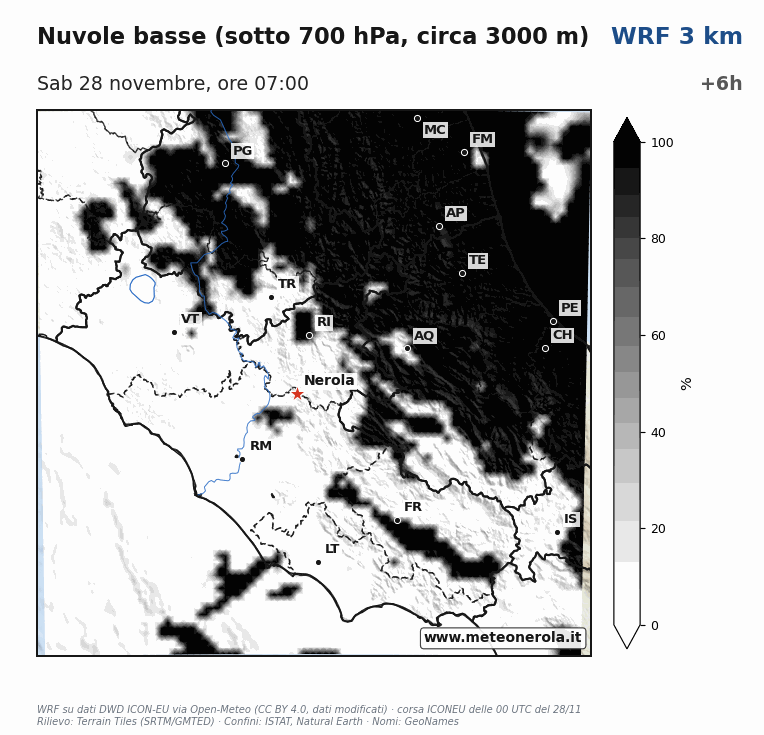 Nuvole basse (sotto 700 hPa, circa 3000 m) WRF 3 km
Sab 28 novembre, ore 07:00 +6h
MC
FM
PG
AP
TE
TR
PE
VT
RI
AQ
CH
Nerola
RM
FR
IS
LT
www.meteonerola.it
100
80
60
40
20
0
%
WRF su dati DWD ICON-EU via Open-Meteo (CC BY 4.0, dati modificati) · corsa ICONEU delle 00 UTC del 28/11
Rilievo: Terrain Tiles (SRTM/GMTED) · Confini: ISTAT, Natural Earth · Nomi: GeoNames